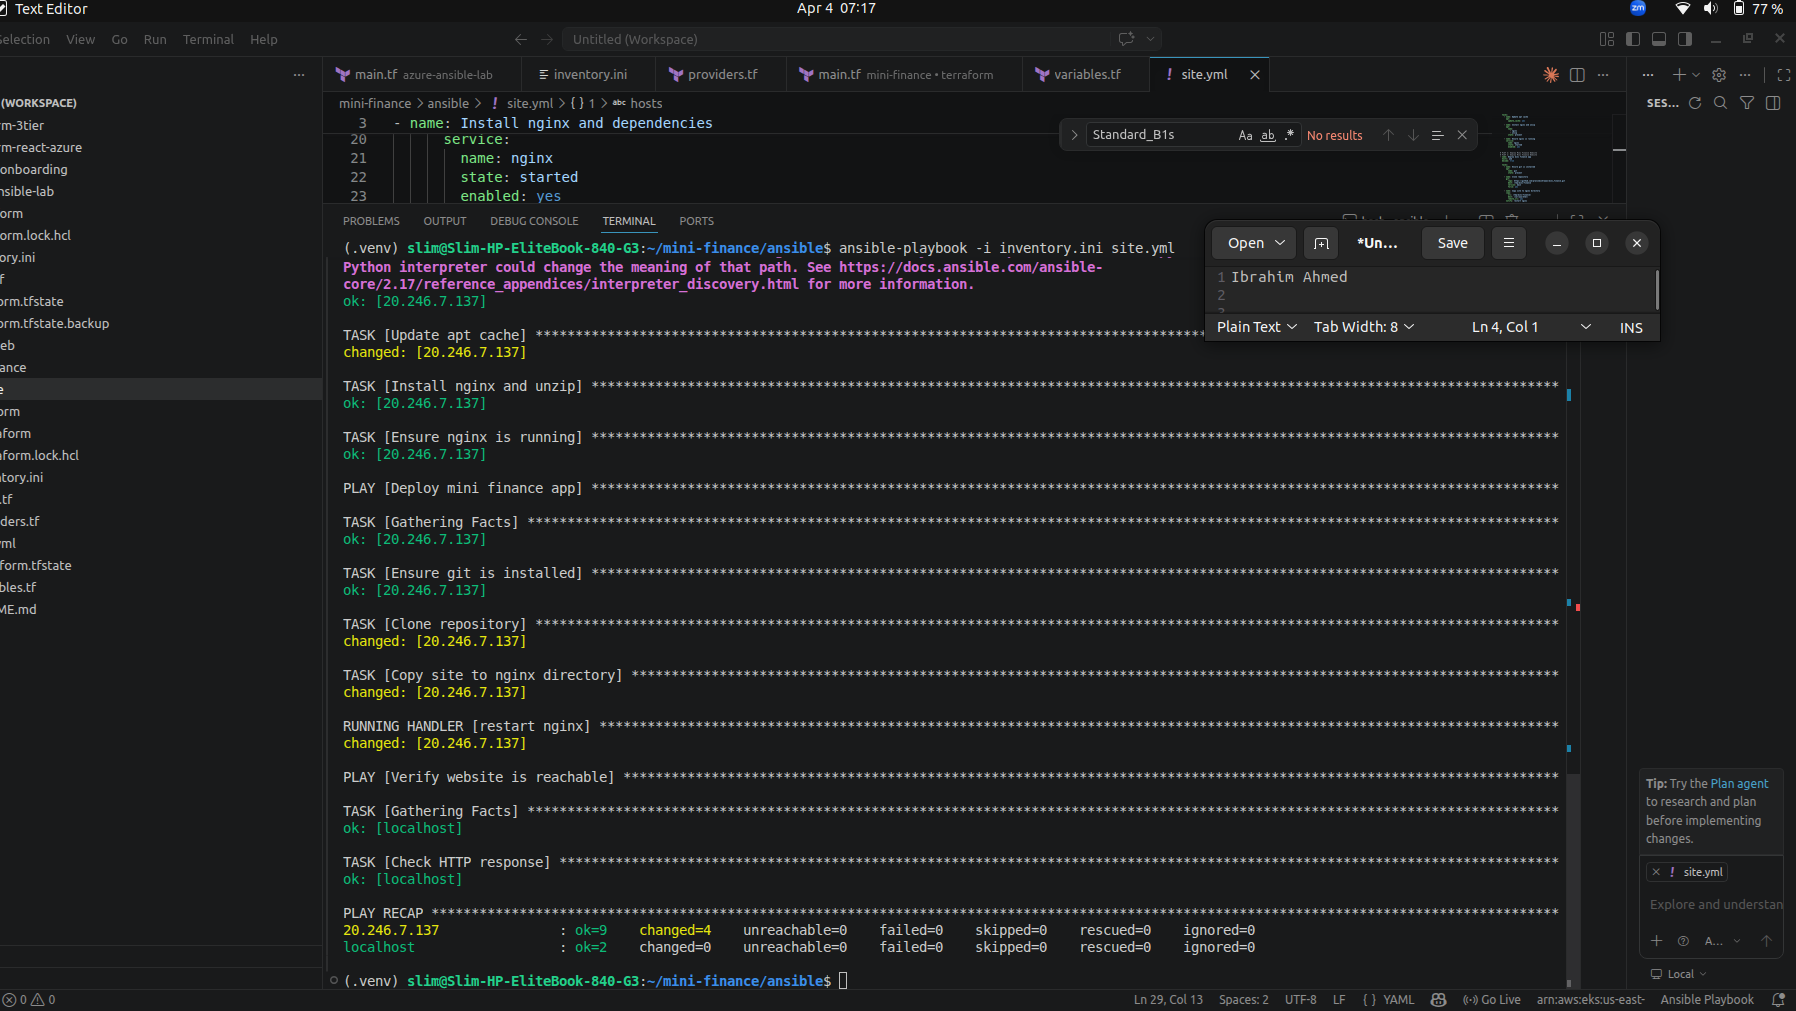 Text Editor
Apr 4 07:17
zm
77 %
Selection View Go Run Terminal Help
Untitled (Workspace)
main.tf azure-ansible-lab
inventory.ini
providers.tf
main.tf mini-finance • terraform
variables.tf
! site.yml
mini-finance > ansible > ! site.yml > { } 1 > abc hosts
(WORKSPACE)
rm-3tier
rm-react-azure
onboarding
nsible-lab
form
orm.lock.hcl
ory.ini
f
orm.tfstate
orm.tfstate.backup
eb
ance
e
orm
aform
nform.lock.hcl
ntory.ini
.tf
ders.tf
yml
form.tfstate
bles.tf
ME.md
3 - name: Install nginx and dependencies
20 service:
21 name: nginx
22 state: started
23 enabled: yes
Standard_B1s
Aa ab .*
No results
PROBLEMS OUTPUT DEBUG CONSOLE TERMINAL PORTS
(.venv) slim@Slim-HP-EliteBook-840-G3:~/mini-finance/ansible$ ansible-playbook -i inventory.ini site.yml
Python interpreter could change the meaning of that path. See https://docs.ansible.com/ansible-
core/2.17/reference_appendices/interpreter_discovery.html for more information.
ok: [20.246.7.137]
TASK [Update apt cache] ***********************************************************************************
changed: [20.246.7.137]
TASK [Install nginx and unzip] *************************************************************************************************************************
ok: [20.246.7.137]
TASK [Ensure nginx is running] *************************************************************************************************************************
ok: [20.246.7.137]
PLAY [Deploy mini finance app] *************************************************************************************************************************
TASK [Gathering Facts] *********************************************************************************************************************************
ok: [20.246.7.137]
TASK [Ensure git is installed] *************************************************************************************************************************
ok: [20.246.7.137]
TASK [Clone repository] ********************************************************************************************************************************
changed: [20.246.7.137]
TASK [Copy site to nginx directory] ********************************************************************************************************************
changed: [20.246.7.137]
RUNNING HANDLER [restart nginx] ************************************************************************************************************************
changed: [20.246.7.137]
PLAY [Verify website is reachable] *********************************************************************************************************************
TASK [Gathering Facts] *********************************************************************************************************************************
ok: [localhost]
TASK [Check HTTP response] *****************************************************************************************************************************
ok: [localhost]
PLAY RECAP *********************************************************************************************************************************************
20.246.7.137 : ok=9 changed=4 unreachable=0 failed=0 skipped=0 rescued=0 ignored=0
localhost : ok=2 changed=0 unreachable=0 failed=0 skipped=0 rescued=0 ignored=0
(.venv) slim@Slim-HP-EliteBook-840-G3:~/mini-finance/ansible$
Open *Un... Save
1 Ibrahim Ahmed
2
Plain Text Tab Width: 8 Ln 4, Col 1 INS
SES...
Tip: Try the Plan agent
to research and plan
before implementing
changes.
! site.yml
Explore and understan
A...
Local
0 0
Ln 29, Col 13 Spaces: 2 UTF-8 LF { } YAML Go Live arn:aws:eks:us-east- Ansible Playbook